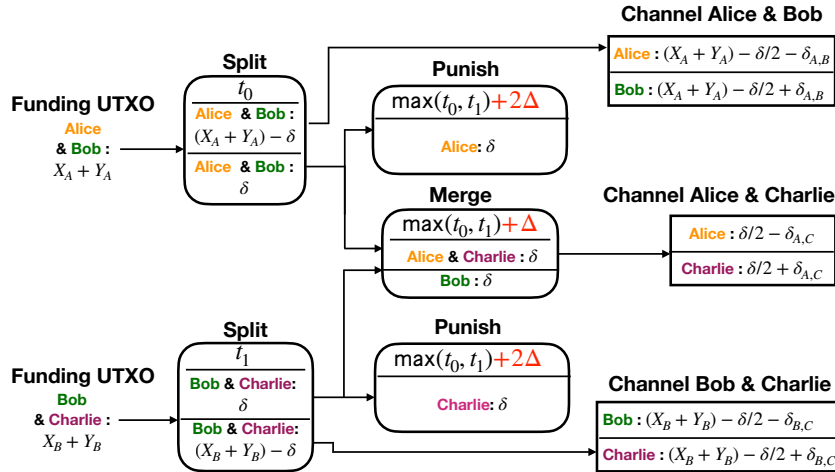 Channel Alice & Bob
Alice : (X_A + Y_A) − δ/2 − δ_{A,B}
Bob : (X_A + Y_A) − δ/2 + δ_{A,B}
Split
t_0
Alice & Bob :
(X_A + Y_A) − δ
Alice & Bob :
δ
Punish
max(t_0, t_1)+2Δ
Alice: δ
Funding UTXO
Alice
& Bob :
X_A + Y_A
Merge
max(t_0, t_1)+Δ
Alice & Charlie : δ
Bob : δ
Channel Alice & Charlie
Alice : δ/2 − δ_{A,C}
Charlie : δ/2 + δ_{A,C}
Split
t_1
Bob & Charlie:
δ
Bob & Charlie:
(X_B + Y_B) − δ
Punish
max(t_0, t_1)+2Δ
Charlie: δ
Funding UTXO
Bob
& Charlie :
X_B + Y_B
Channel Bob & Charlie
Bob : (X_B + Y_B) − δ/2 − δ_{B,C}
Charlie : (X_B + Y_B) − δ/2 + δ_{B,C}